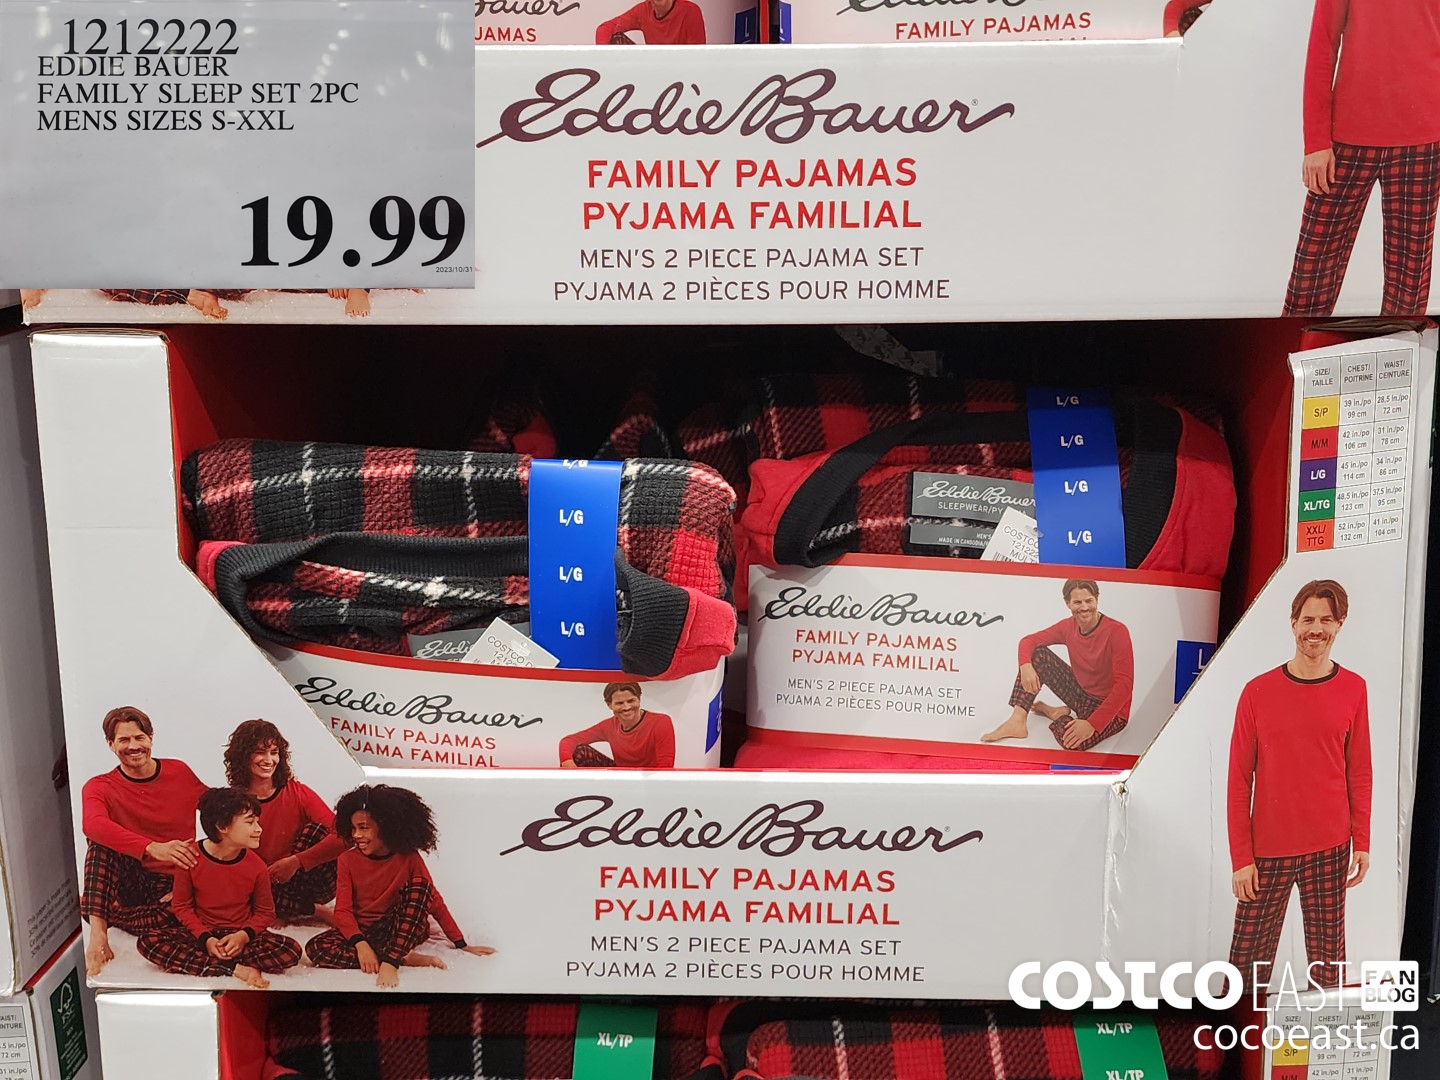 1212222
EDDIE BAUER
FAMILY SLEEP SET 2PC
MENS SIZES S-XXL
19.99
2023/10/31
FAMILY PAJAMAS
Eddie Bauer
FAMILY PAJAMAS
PYJAMA FAMILIAL
MEN'S 2 PIECE PAJAMA SET
PYJAMA 2 PIÈCES POUR HOMME
SIZE/ TAILLE CHEST/ POITRINE WAIST/ CEINTURE
S/P 39 in./po 99 cm 28,5 in./po 72 cm
M/M 42 in./po 106 cm 31 in./po 78 cm
L/G 45 in./po 114 cm 34 in./po 86 cm
XL/TG 48,5 in./po 123 cm 37,5 in./po 95 cm
XXL/ TTG 52 in./po 132 cm 41 in./po 104 cm
L/G
L/G
L/G
L/G
L/G
L/G
L/G
L/G
Eddie Bauer
SLEEPWEAR/PY
COSTCO
Eddie Bauer
FAMILY PAJAMAS
PYJAMA FAMILIAL
MEN'S 2 PIECE PAJAMA SET
PYJAMA 2 PIÈCES POUR HOMME
Eddie
COSTCO
Eddie Bauer
FAMILY PAJAMAS
PYJAMA FAMILIAL
Eddie Bauer
FAMILY PAJAMAS
PYJAMA FAMILIAL
MEN'S 2 PIECE PAJAMA SET
PYJAMA 2 PIÈCES POUR HOMME
COSTCO EAST FAN BLOG
cocoeast.ca
XL/TP
XL/TP
XL/TP
FSC